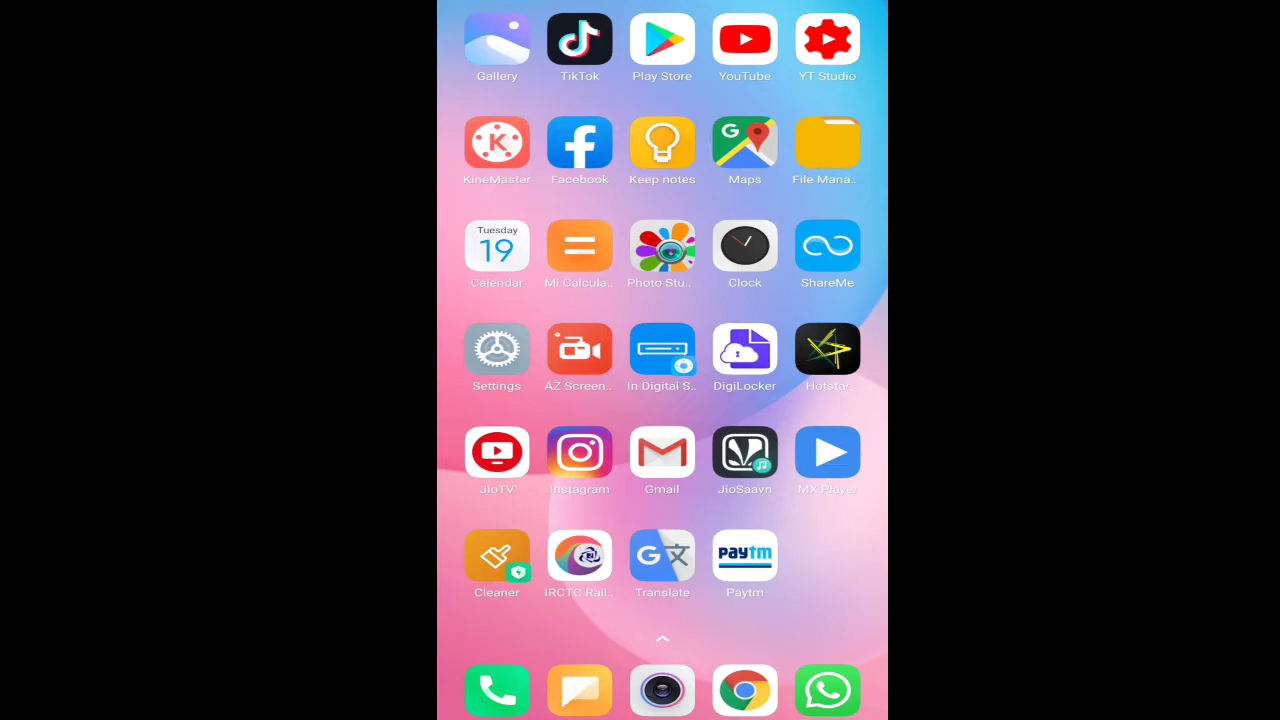 Gallery TikTok Play Store YouTube YT Studio
KineMaster Facebook Keep notes Maps File Mana..
Tuesday
19
Calendar Mi Calcula.. Photo Stu.. Clock ShareMe
Settings AZ Screen.. In Digital S.. DigiLocker Hotstar
JioTV Instagram Gmail JioSaavn MX Player
paytm
Cleaner IRCTC Rail.. Translate Paytm